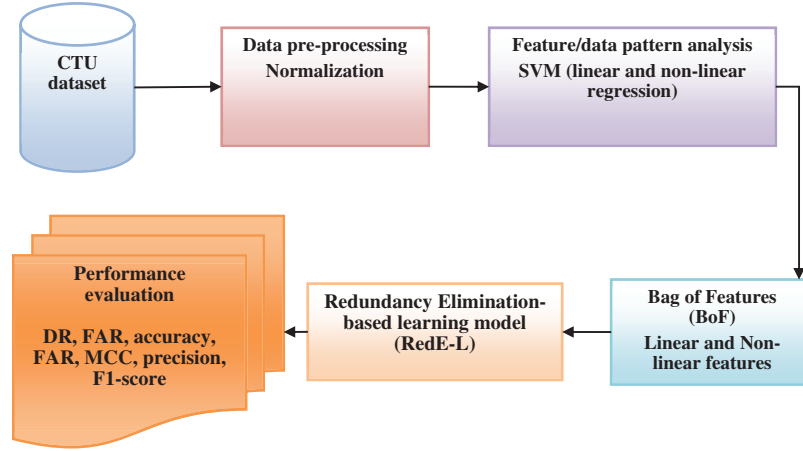 CTU
dataset
Data pre-processing
Normalization
Feature/data pattern analysis
SVM (linear and non-linear
regression)
Bag of Features
(BoF)
Linear and Non-
linear features
Redundancy Elimination-
based learning model
(RedE-L)
Performance
evaluation
DR, FAR, accuracy,
FAR, MCC, precision,
F1-score